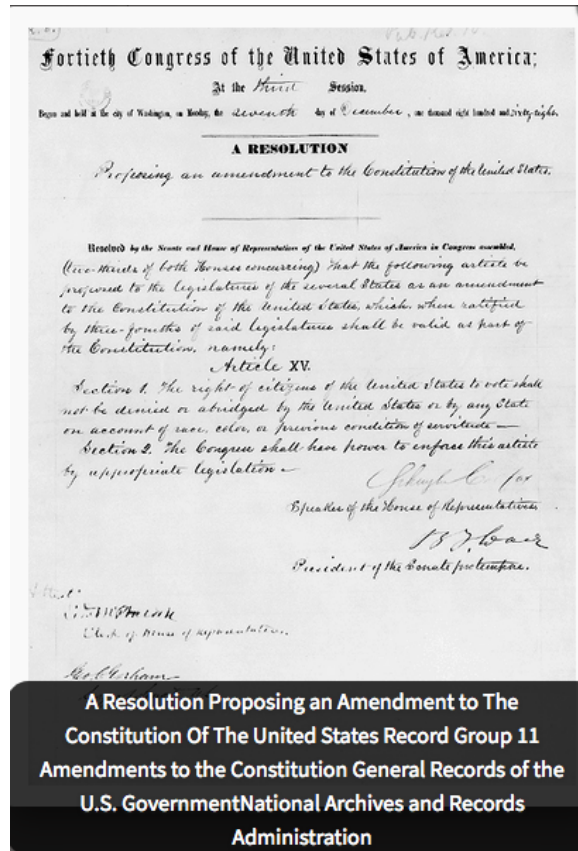 Fortieth Congress of the United States of America;
At the third Session,
Begun and held at the city of Washington, on Monday, the seventh day of December, one thousand eight hundred and sixty-eight.
A RESOLUTION
Proposing an amendment to the Constitution of the United States.
Resolved by the Senate and House of Representatives of the United States of America in Congress assembled,
(two-thirds of both Houses concurring) That the following article be
proposed to the legislatures of the several States as an amendment
to the Constitution of the United States, which, when ratified
by three-fourths of said legislatures shall be valid as part of
the Constitution, namely:
Article XV.
Section 1. The right of citizens of the United States to vote shall
not be denied or abridged by the United States or by any State
on account of race, color, or previous condition of servitude—
Section 2. The Congress shall have power to enforce this article
by appropriate legislation—
Schuyler Colfax
Speaker of the House of Representatives
B F Wade
President of the Senate pro tempore.
Attest:
Clerk of House of Representatives.
Geo. C. Gorham
A Resolution Proposing an Amendment to The
Constitution Of The United States Record Group 11
Amendments to the Constitution General Records of the
U.S. GovernmentNational Archives and Records
Administration